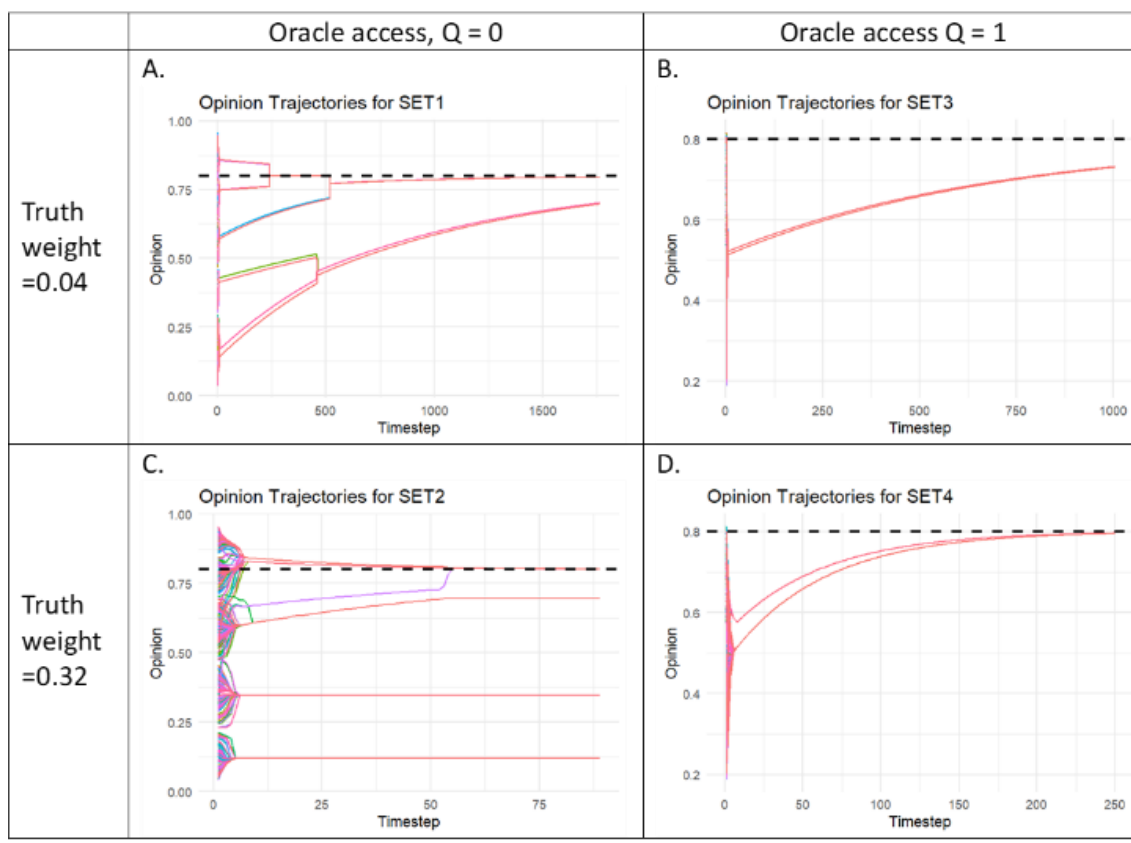 Oracle access, Q = 0
Oracle access Q = 1
Truth
weight
=0.04
A.
Opinion Trajectories for SET1
1.00
0.75
0.50
0.25
0.00
Opinion
0
500
1000
1500
Timestep
B.
Opinion Trajectories for SET3
0.8
0.6
0.4
0.2
Opinion
0
250
500
750
1000
Timestep
Truth
weight
=0.32
C.
Opinion Trajectories for SET2
1.00
0.75
0.50
0.25
0.00
Opinion
0
25
50
75
Timestep
D.
Opinion Trajectories for SET4
0.8
0.6
0.4
0.2
Opinion
0
50
100
150
200
250
Timestep